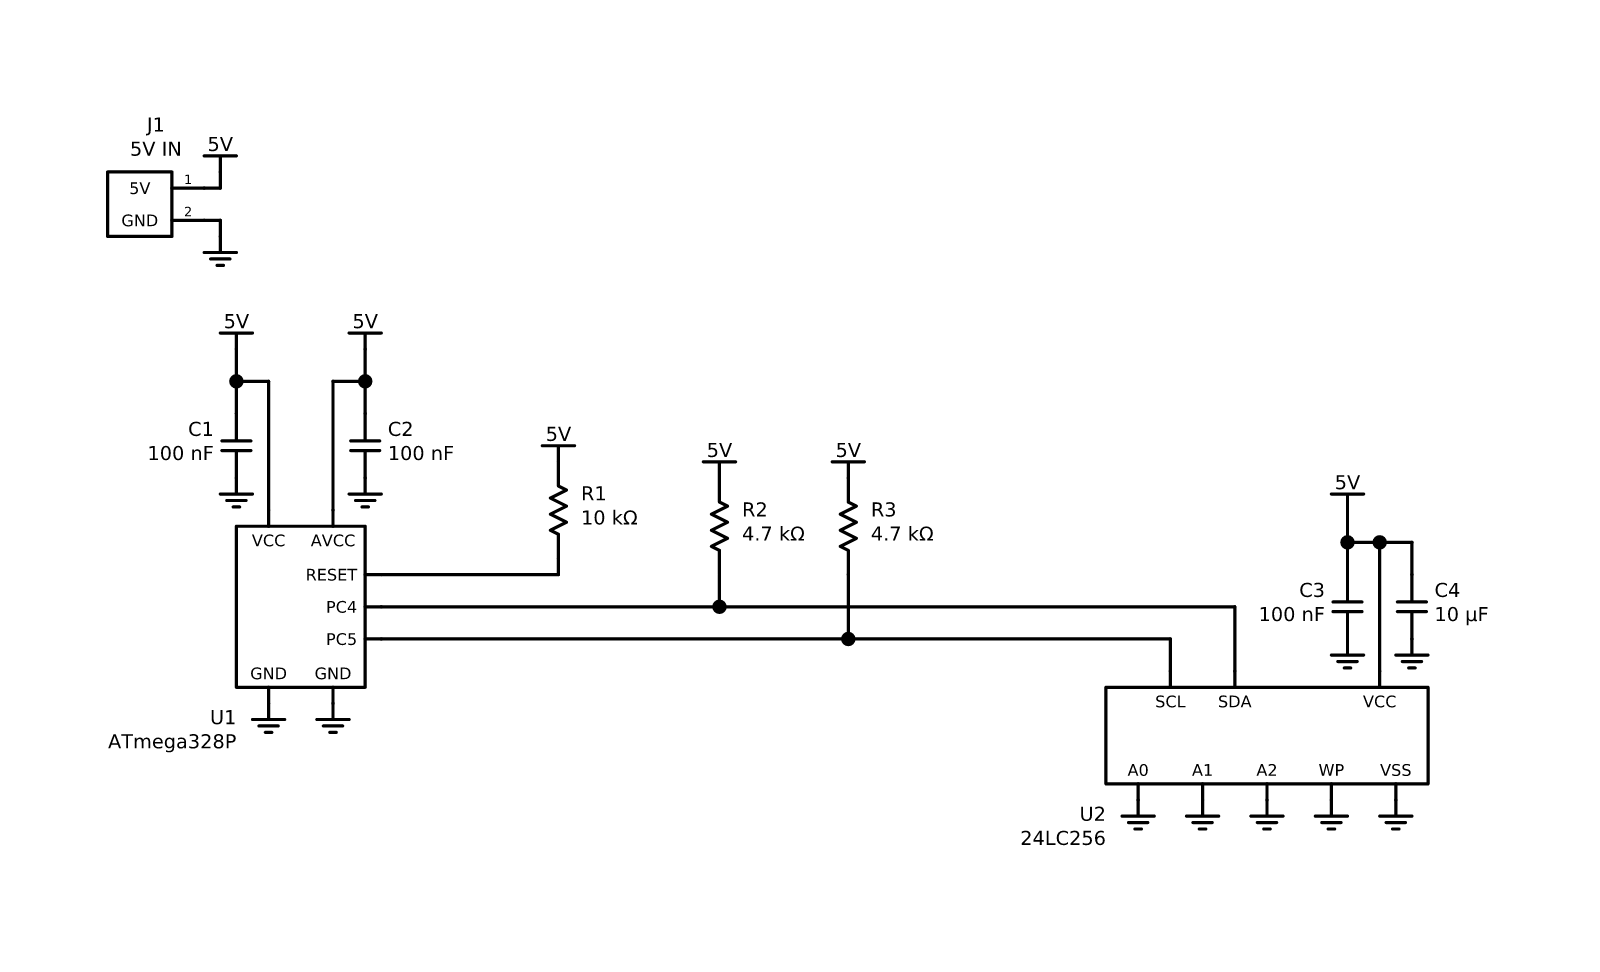 J1
5V IN
5V
5V
1
GND
2
5V
5V
C1
100 nF
C2
100 nF
5V
5V
5V
R1
10 kΩ
R2
4.7 kΩ
R3
4.7 kΩ
5V
C3
100 nF
C4
10 µF
VCC
AVCC
RESET
PC4
PC5
GND
GND
U1
ATmega328P
SCL
SDA
VCC
A0
A1
A2
WP
VSS
U2
24LC256